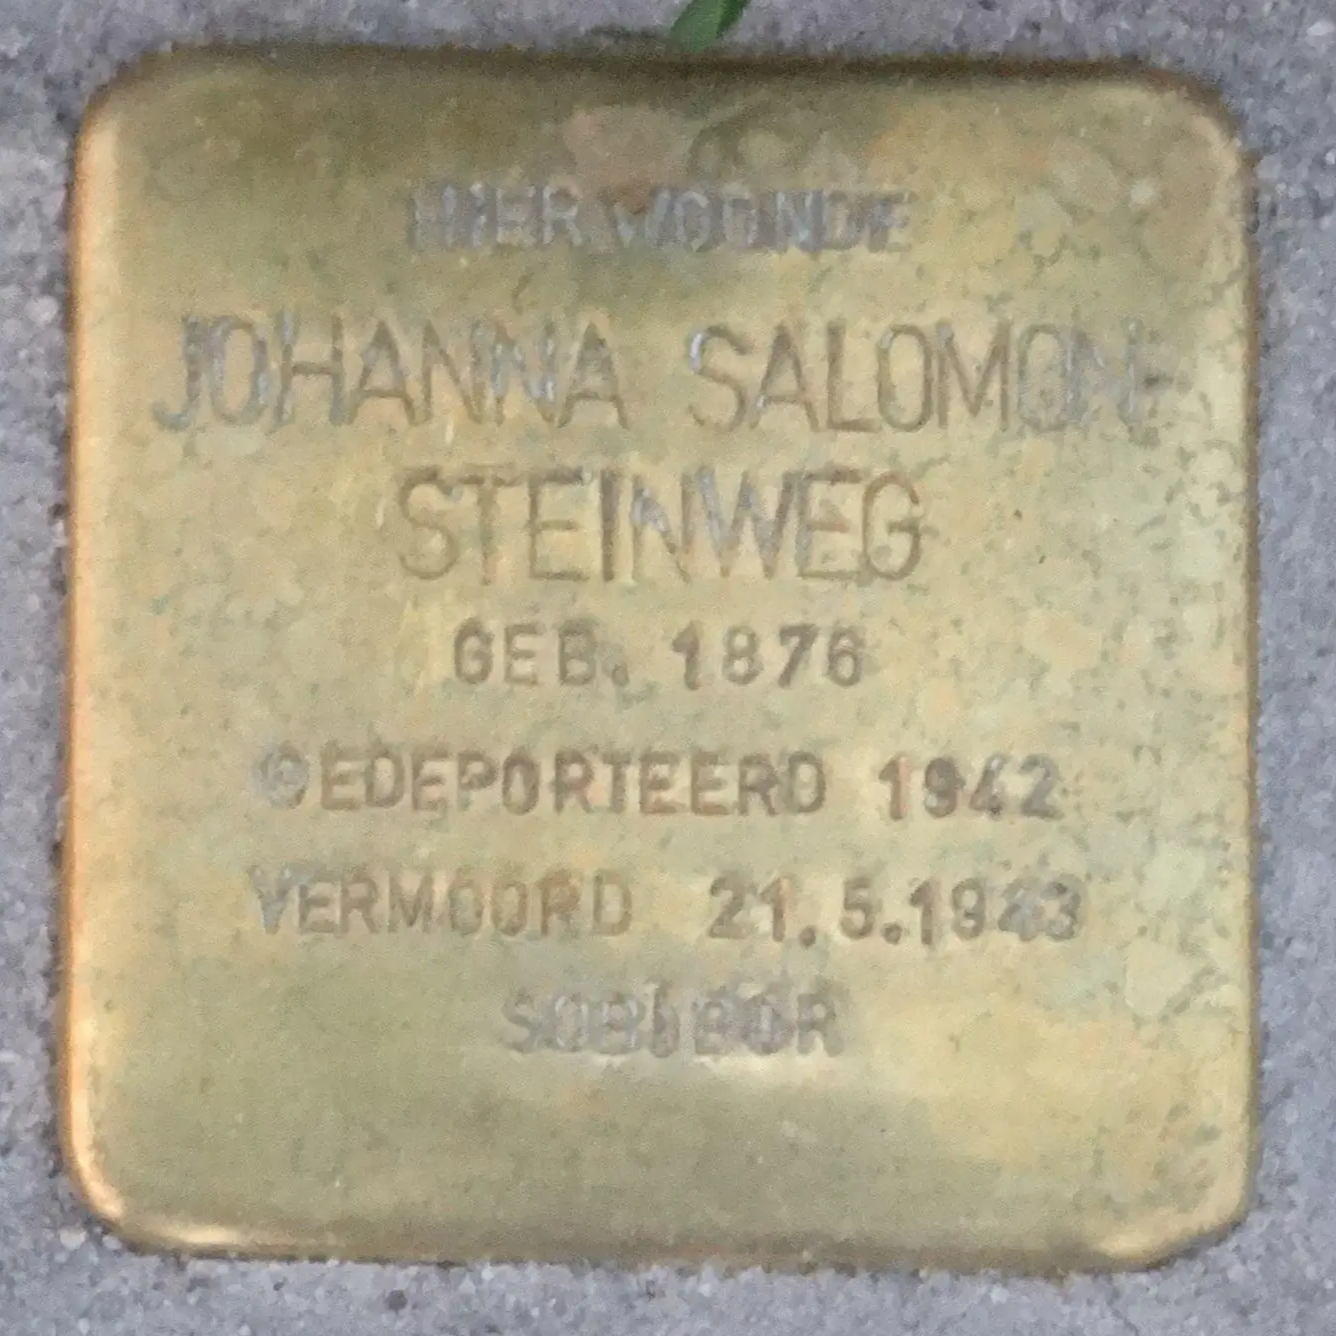 HIER WOONDE
JOHANNA SALOMON-
STEINWEG
GEB. 1876
GEDEPORTEERD 1942
VERMOORD 21.5.1943
SOBIBOR